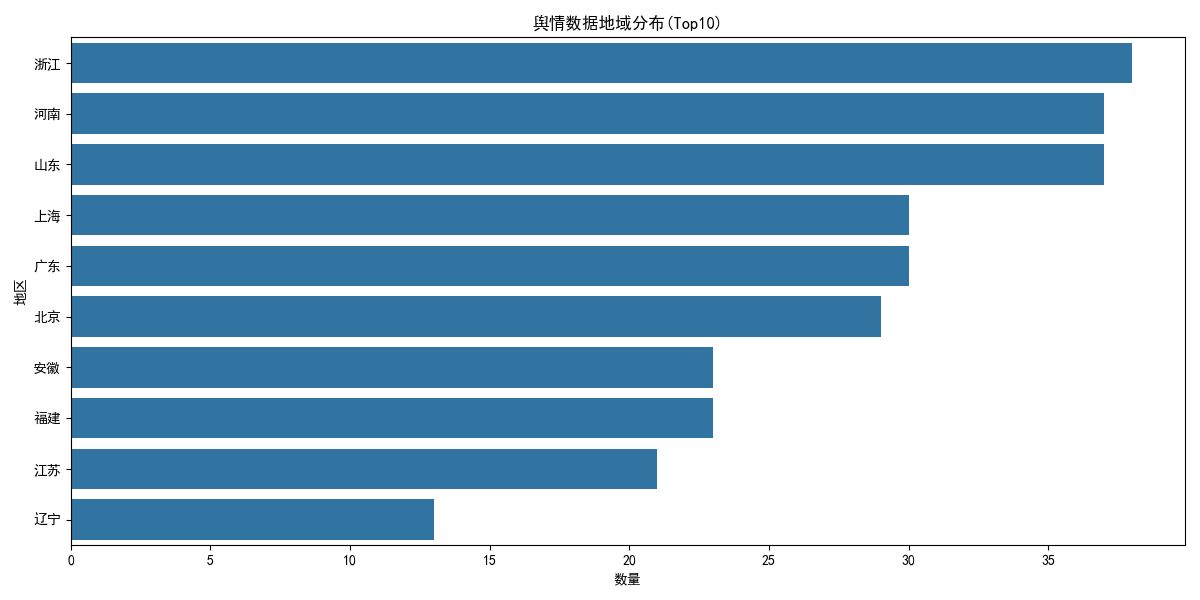 舆情数据地域分布(Top10)
浙江
河南
山东
上海
广东
北京
安徽
福建
江苏
辽宁
地区
0 5 10 15 20 25 30 35
数量